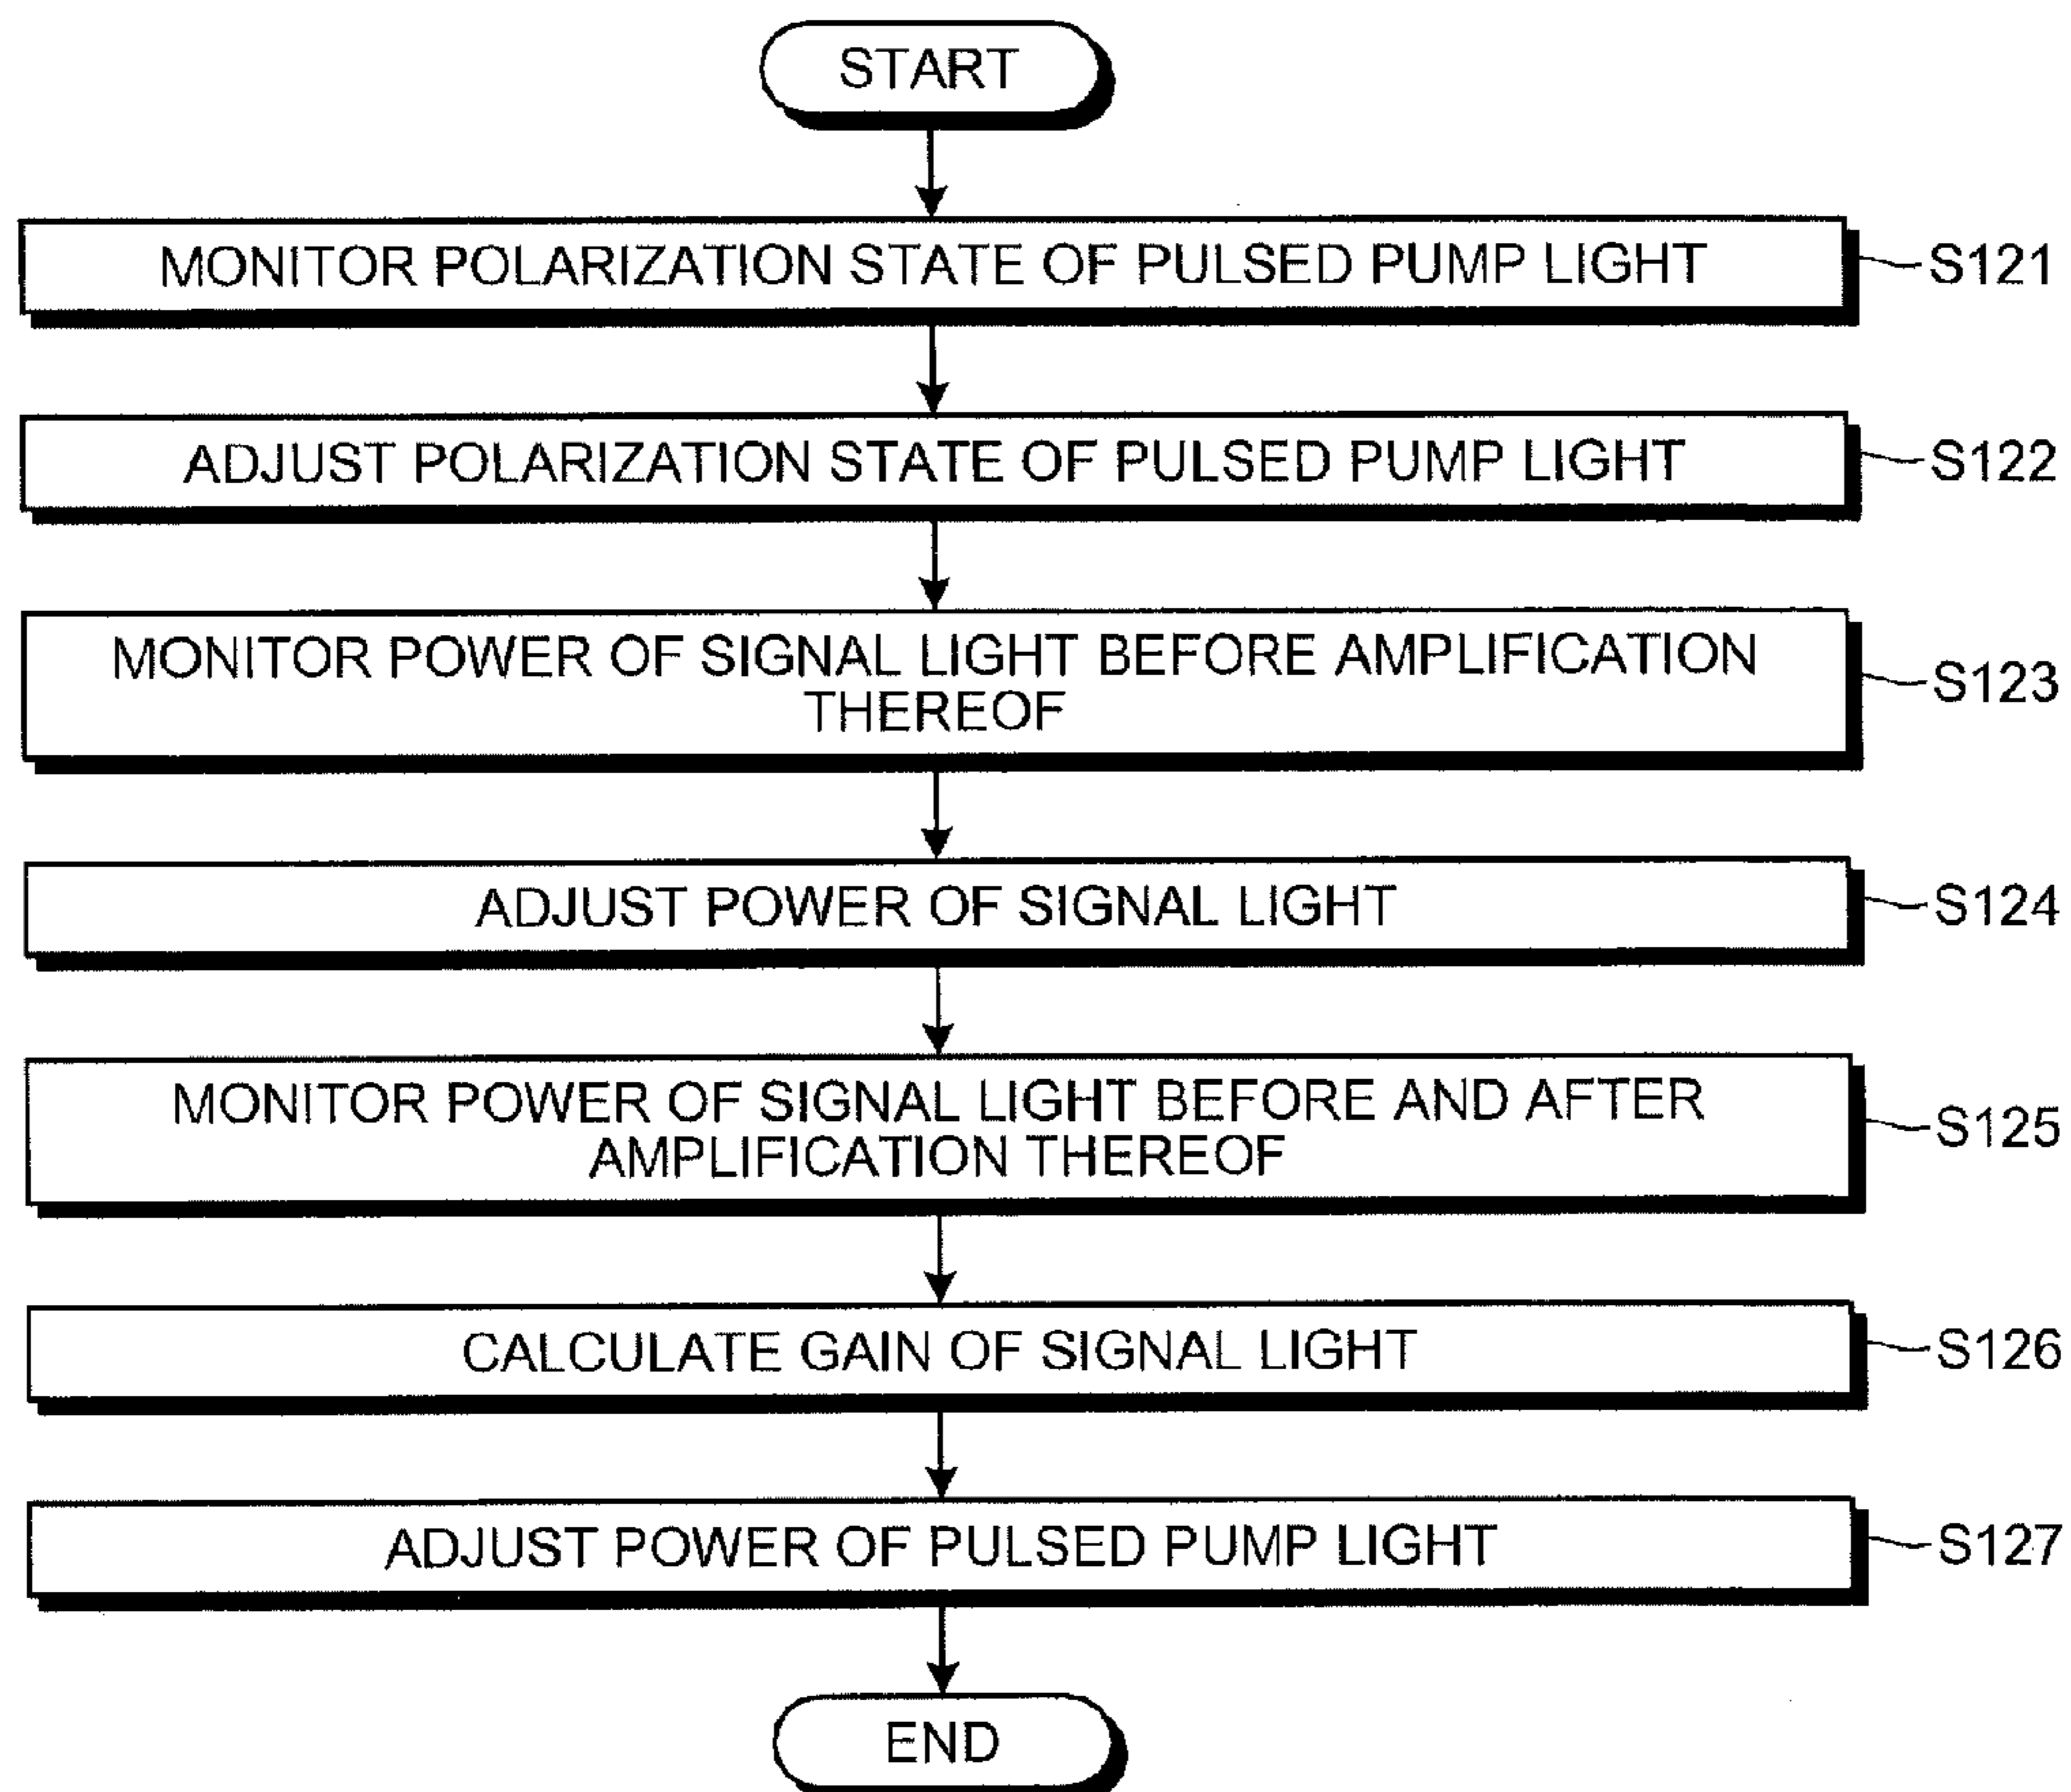 START
MONITOR POLARIZATION STATE OF PULSED PUMP LIGHT
S121
ADJUST POLARIZATION STATE OF PULSED PUMP LIGHT
S122
MONITOR POWER OF SIGNAL LIGHT BEFORE AMPLIFICATION
THEREOF
S123
ADJUST POWER OF SIGNAL LIGHT
S124
MONITOR POWER OF SIGNAL LIGHT BEFORE AND AFTER
AMPLIFICATION THEREOF
S125
CALCULATE GAIN OF SIGNAL LIGHT
S126
ADJUST POWER OF PULSED PUMP LIGHT
S127
END